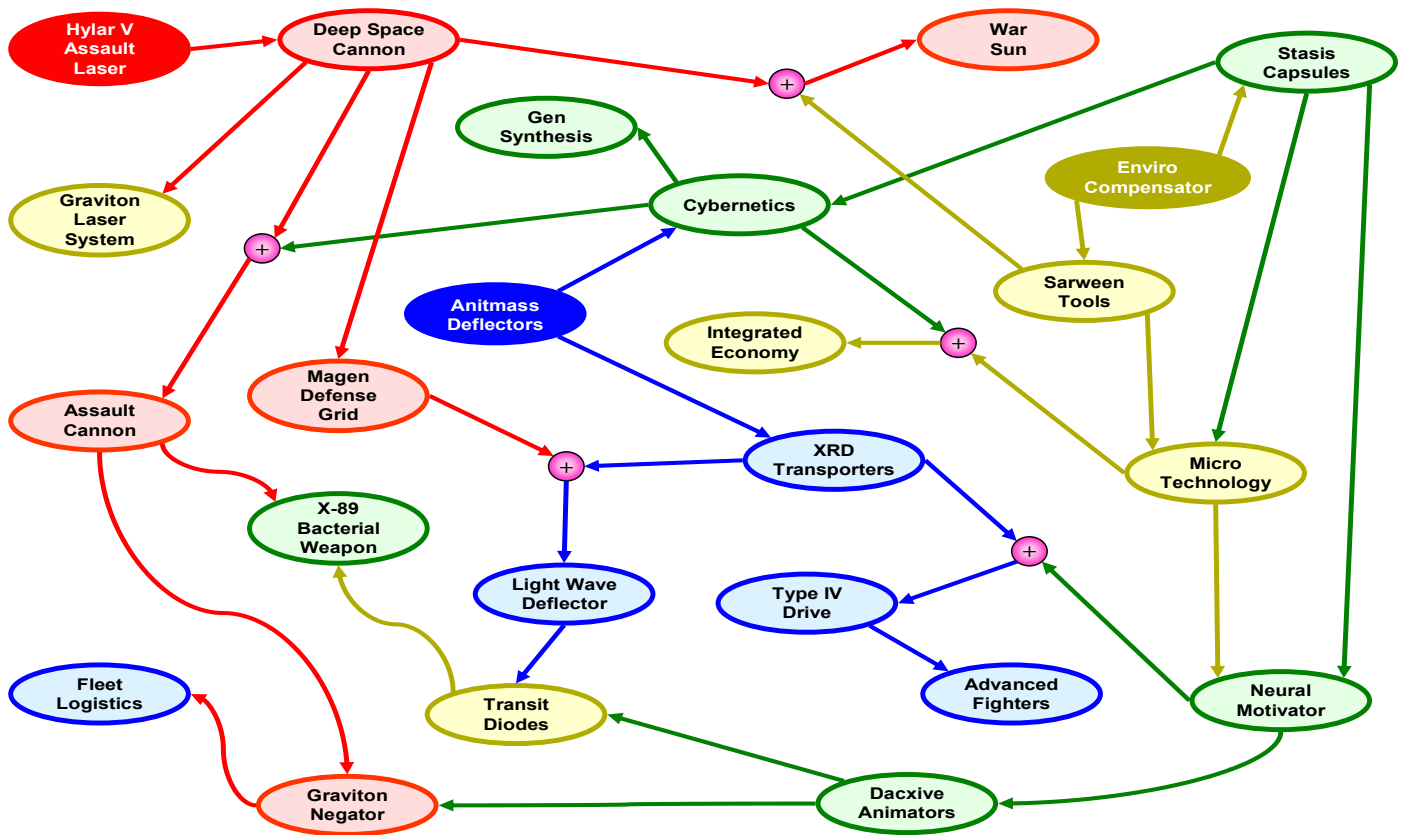 Hylar V
Assault
Laser
Deep Space
Cannon
War
Sun
Stasis
Capsules
+
Gen
Synthesis
Enviro
Compensator
Graviton
Laser
System
Cybernetics
+
Sarween
Tools
Anitmass
Deflectors
Integrated
Economy
+
Magen
Defense
Grid
Assault
Cannon
XRD
Transporters
+
Micro
Technology
X-89
Bacterial
Weapon
+
Light Wave
Deflector
Type IV
Drive
Fleet
Logistics
Transit
Diodes
Advanced
Fighters
Neural
Motivator
Graviton
Negator
Dacxive
Animators